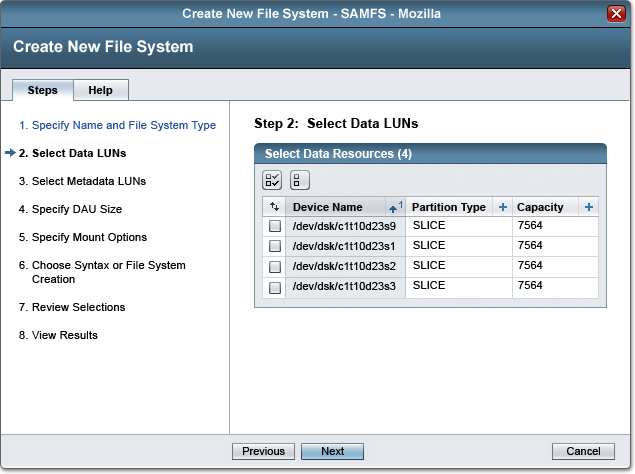 Create New File System - SAMFS - Mozilla
Create New File System
Steps
Help
1. Specify Name and File System Type
2. Select Data LUNs
3. Select Metadata LUNs
4. Specify DAU Size
5. Specify Mount Options
6. Choose Syntax or File System
Creation
7. Review Selections
8. View Results
Step 2: Select Data LUNs
Select Data Resources (4)
Device Name 1 Partition Type + Capacity +
/dev/dsk/c1t10d23s9 SLICE 7564
/dev/dsk/c1t10d23s1 SLICE 7564
/dev/dsk/c1t10d23s2 SLICE 7564
/dev/dsk/c1t10d23s3 SLICE 7564
Previous Next Cancel